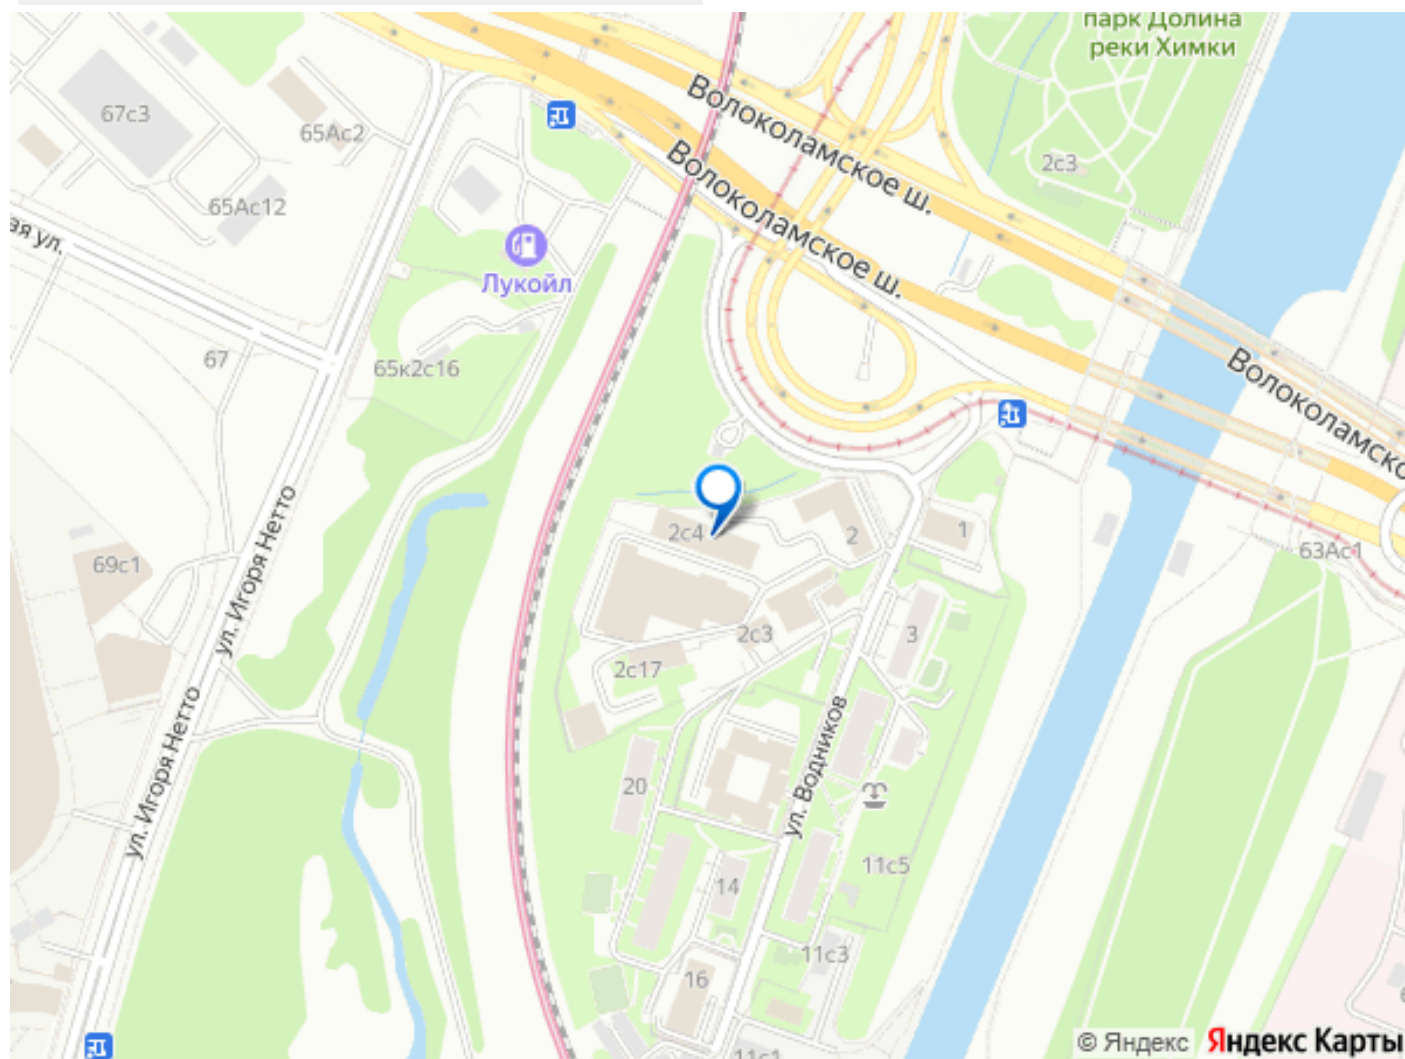 парк Долина
реки Химки
Волоколамское ш.
67с3
65Ас2
2с3
Волоколамское ш.
65Ас12
ая ул.
Лукойл
67
65к2с16
Волоколамско
2с4
2
1
63Ас1
69с1
ул. Игоря Нетто
2с3
3
2с17
ул. Игоря Нетто
ул. Водников
20
11с5
14
11с3
16
11с1
© Яндекс
Яндекс Карты